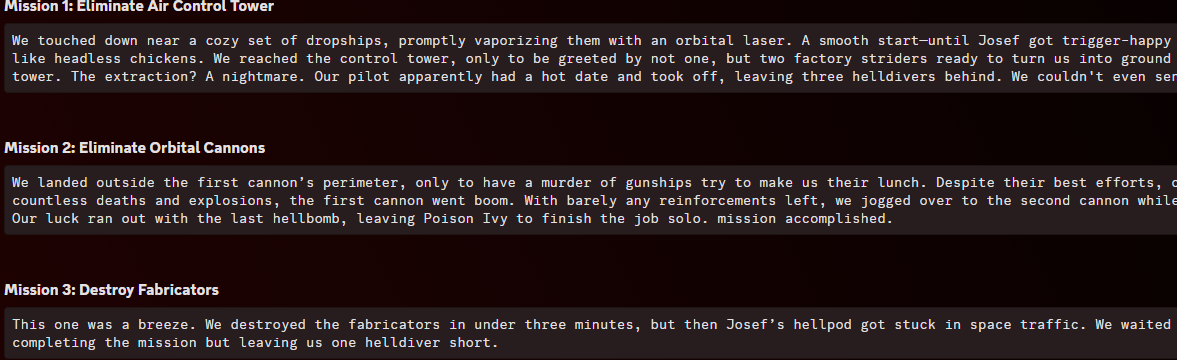 Mission 1: Eliminate Air Control Tower
We touched down near a cozy set of dropships, promptly vaporizing them with an orbital laser. A smooth start—until Josef got trigger-happy
like headless chickens. We reached the control tower, only to be greeted by not one, but two factory striders ready to turn us into ground
tower. The extraction? A nightmare. Our pilot apparently had a hot date and took off, leaving three helldivers behind. We couldn't even
Mission 2: Eliminate Orbital Cannons
We landed outside the first cannon’s perimeter, only to have a murder of gunships try to make us their lunch. Despite their best efforts,
countless deaths and explosions, the first cannon went boom. With barely any reinforcements left, we jogged over to the second cannon while
Our luck ran out with the last hellbomb, leaving Poison Ivy to finish the job solo. mission accomplished.
Mission 3: Destroy Fabricators
This one was a breeze. We destroyed the fabricators in under three minutes, but then Josef’s hellpod got stuck in space traffic. We waited
completing the mission but leaving us one helldiver short.